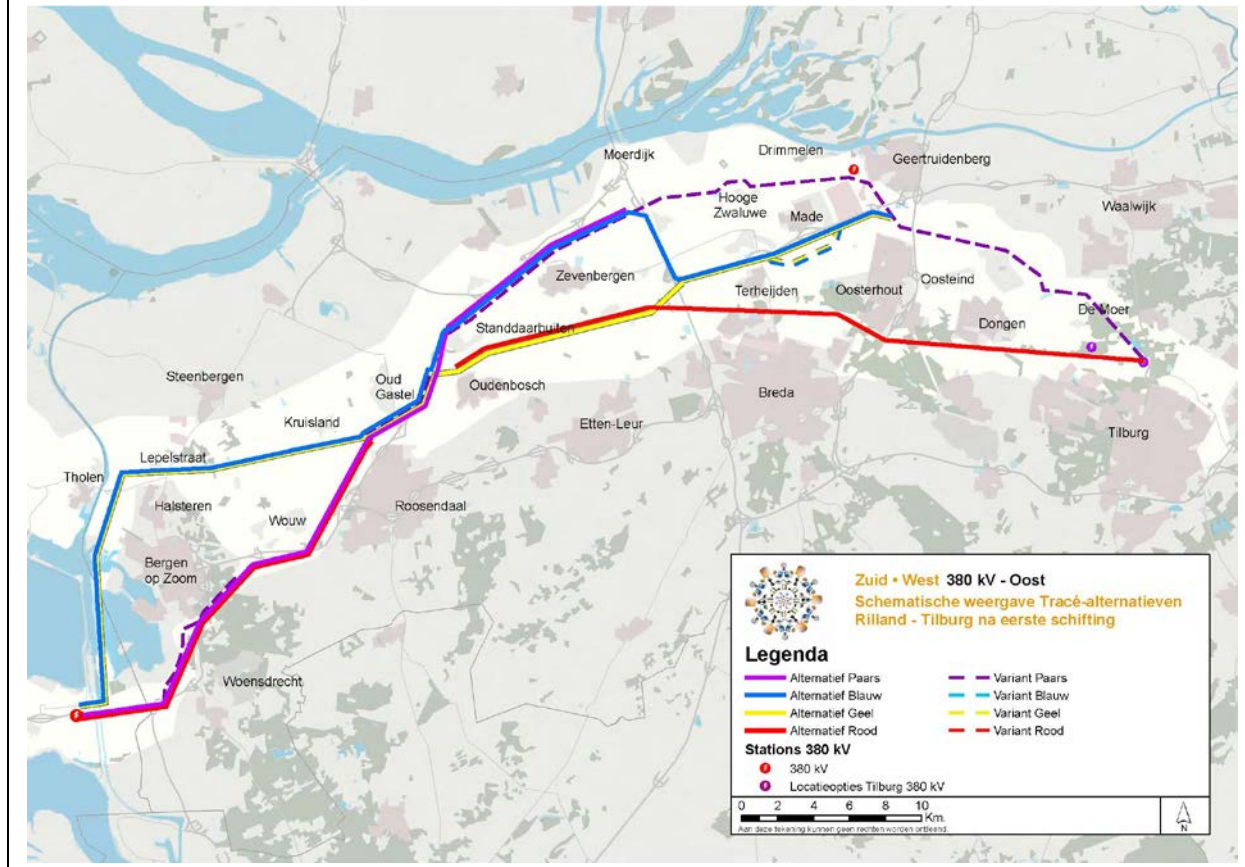 Moerdijk
Drimmelen
Geertruidenberg
Hooge
Zwaluwe
Made
Waalwijk
Zevenbergen
Terheijden
Oosterhout
Oosteind
Dongen
De Moer
Standdaarbuiten
Oud
Gastel
Oudenbosch
Steenbergen
Kruisland
Etten-Leur
Breda
Tilburg
Lepelstraat
Tholen
Halsteren
Wouw
Roosendaal
Bergen
op Zoom
Woensdrecht
Zuid • West 380 kV - Oost
Schematische weergave Tracé-alternatieven
Rilland - Tilburg na eerste schifting
Legenda
Alternatief Paars
Variant Paars
Alternatief Blauw
Variant Blauw
Alternatief Geel
Variant Geel
Alternatief Rood
Variant Rood
Stations 380 kV
380 kV
Locatieopties Tilburg 380 kV
0 2 4 6 8 10
Km.
Aan deze tekening kunnen geen rechten worden ontleend.
N